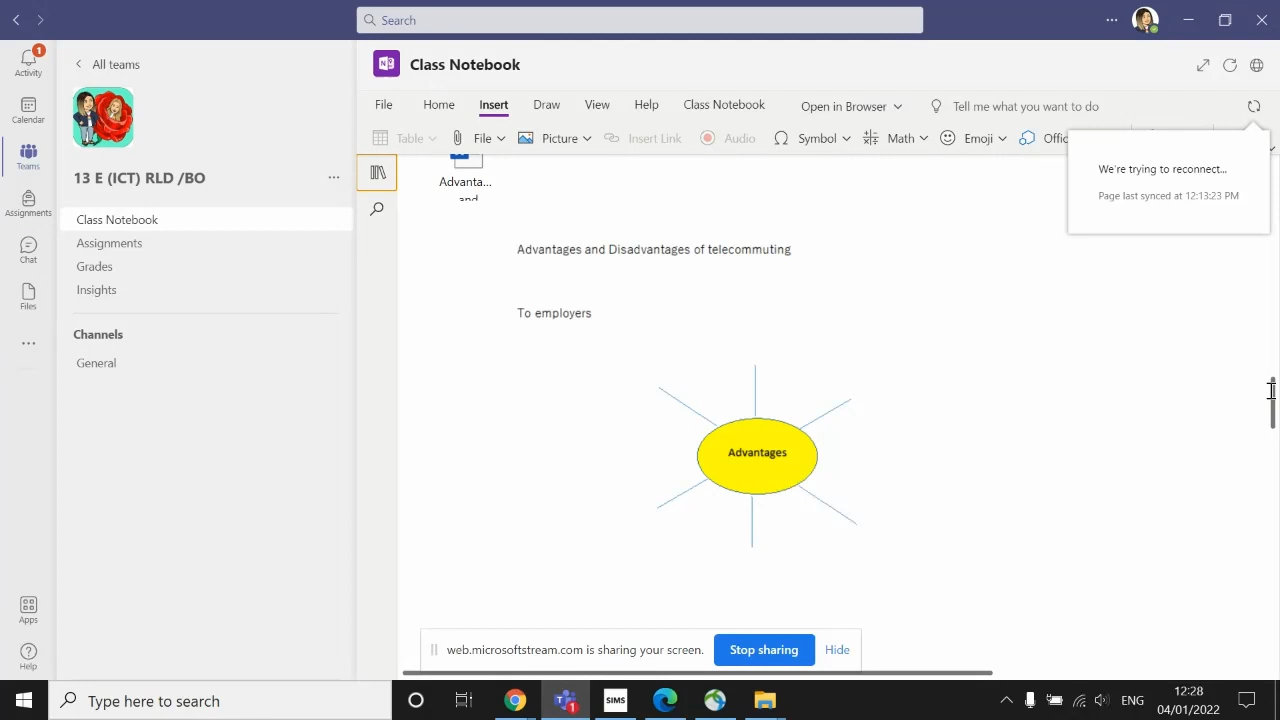 Search
Class Notebook
File Home Insert Draw View Help Class Notebook Open in Browser Tell me what you want to do
Table File Picture Insert Link Audio Symbol Math Emoji
We're trying to reconnect...
Page last synced at 12:13:23 PM
1
Activity
Calendar
Teams
Assignments
Chat
Files
Apps
Help
All teams
13 E (ICT) RLD /BO
Class Notebook
Assignments
Grades
Insights
Channels
General
Advanta...
and
Advantages and Disadvantages of telecommuting
To employers
Advantages
web.microsoftstream.com is sharing your screen. Stop sharing Hide
Type here to search
1
SIMS
ENG
12:28
04/01/2022